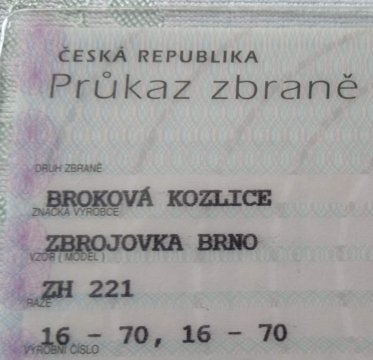 ČESKÁ REPUBLIKA
Průkaz zbraně
DRUH ZBRANĚ
BROKOVÁ KOZLICE
ZNAČKA VÝROBCE
ZBROJOVKA BRNO
VZOR (MODEL)
ZH 221
RÁŽE
16 - 70, 16 - 70
VÝROBNÍ ČÍSLO